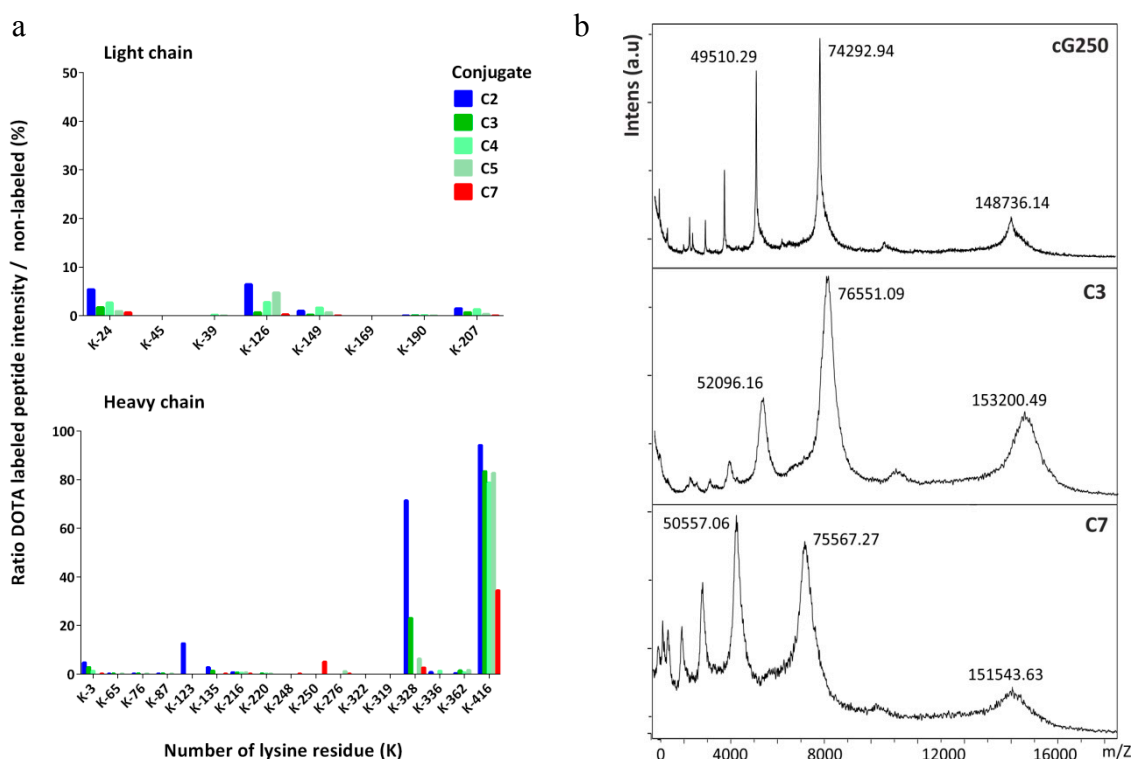 a
Light chain
Ratio DOTA labeled peptide intensity / non-labeled (%)
50
40
30
20
10
0
K-24
K-45
K-39
K-126
K-149
K-169
K-190
K-207
Conjugate
C2
C3
C4
C5
C7
Heavy chain
100
80
60
40
20
0
K-3
K-65
K-76
K-87
K-123
K-135
K-216
K-220
K-248
K-250
K-276
K-322
K-319
K-328
K-336
K-362
K-416
Number of lysine residue (K)
b
Intens (a.u)
cG250
49510.29
74292.94
148736.14
C3
76551.09
52096.16
153200.49
C7
50557.06
75567.27
151543.63
0
4000
8000
12000
16000
m/Z